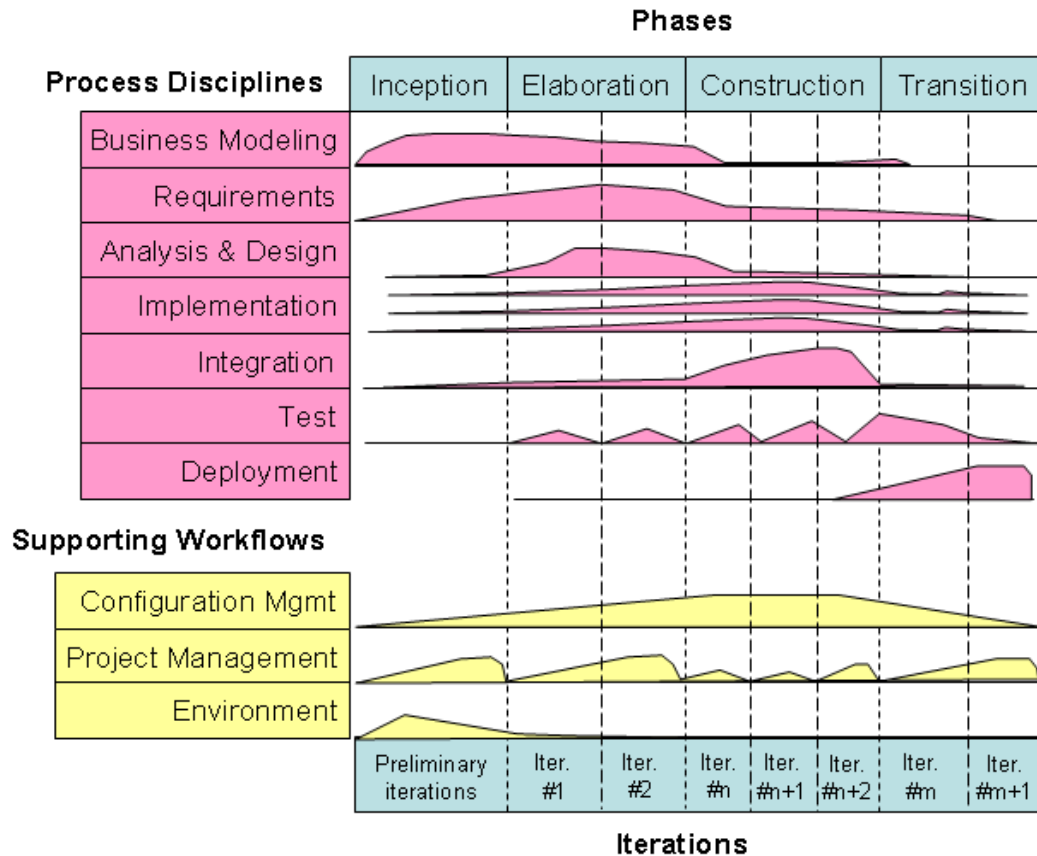 Phases
Process Disciplines
Inception
Elaboration
Construction
Transition
Business Modeling
Requirements
Analysis & Design
Implementation
Integration
Test
Deployment
Supporting Workflows
Configuration Mgmt
Project Management
Environment
Preliminary
iterations
Iter.
#1
Iter.
#2
Iter.
#n
Iter.
#n+1
Iter.
#n+2
Iter.
#m
Iter.
#m+1
Iterations